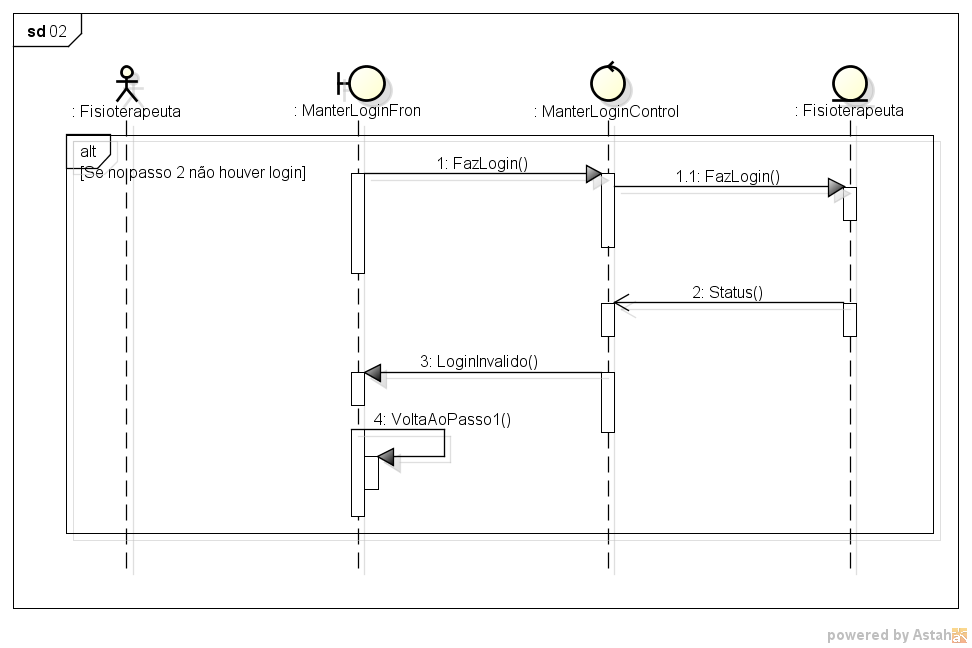 sd 02
: Fisioterapeuta
: ManterLoginFron
: ManterLoginControl
: Fisioterapeuta
alt
[Se no passo 2 não houver login]
1: FazLogin()
1.1: FazLogin()
2: Status()
3: LoginInvalido()
4: VoltaAoPasso1()
powered by Astah